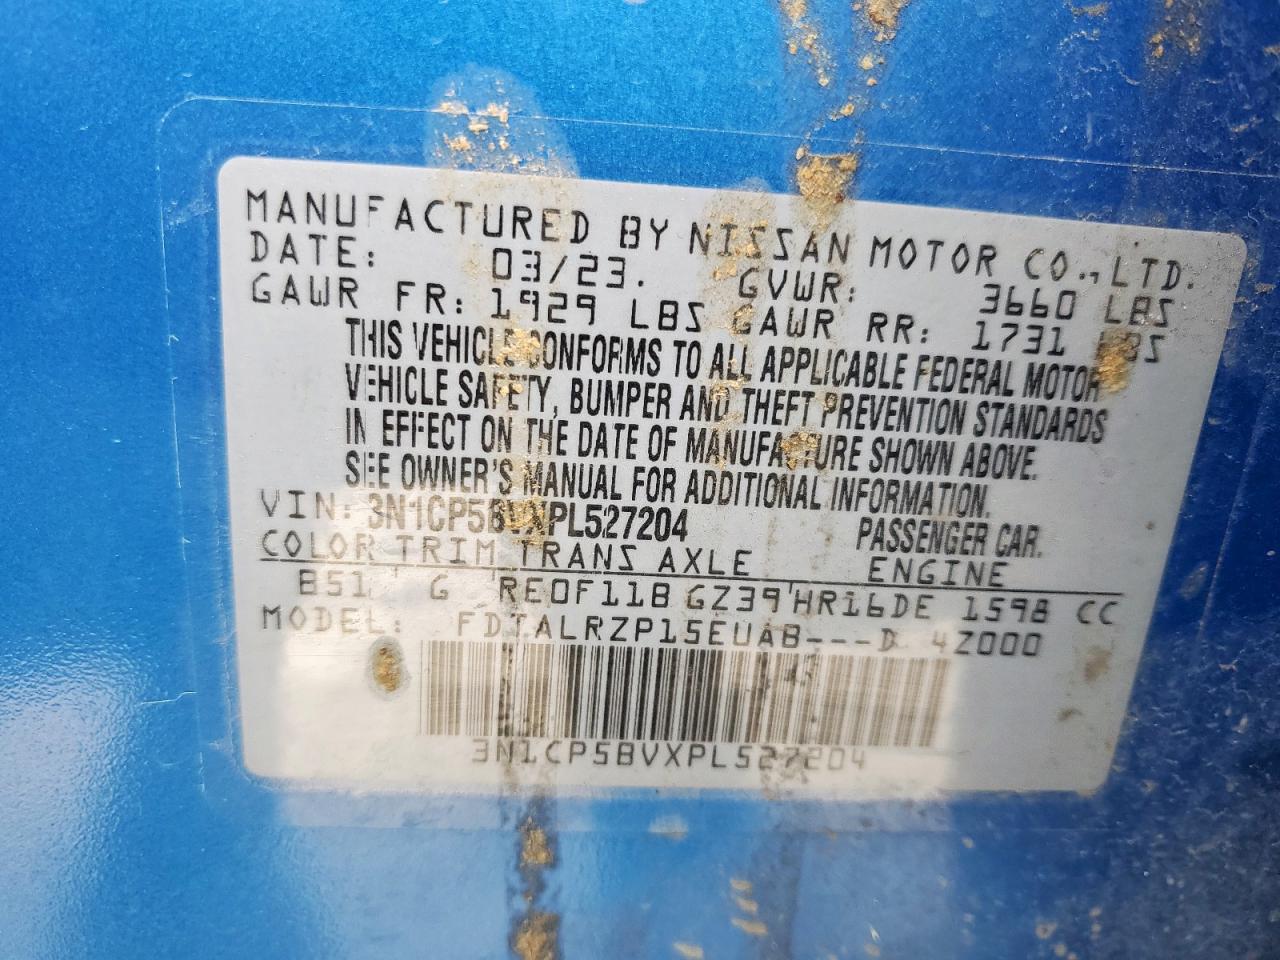 MANUFACTURED BY NISSAN MOTOR CO.,LTD.
DATE: 03/23. GVWR: 3660 LBS
GAWR FR: 1929 LBS GAWR RR: 1731 LBS
THIS VEHICLE CONFORMS TO ALL APPLICABLE FEDERAL MOTOR
VEHICLE SAFETY, BUMPER AND THEFT PREVENTION STANDARDS
IN EFFECT ON THE DATE OF MANUFACTURE SHOWN ABOVE.
SEE OWNER'S MANUAL FOR ADDITIONAL INFORMATION.
VIN: 3N1CP5BVXPL527204 PASSENGER CAR.
COLOR TRIM TRANS AXLE ENGINE
B51 G RE0F11B GZ39 HR16DE 1598 CC
MODEL: FDTALRZP15EUAB---D 4Z000
3N1CP5BVXPL527204